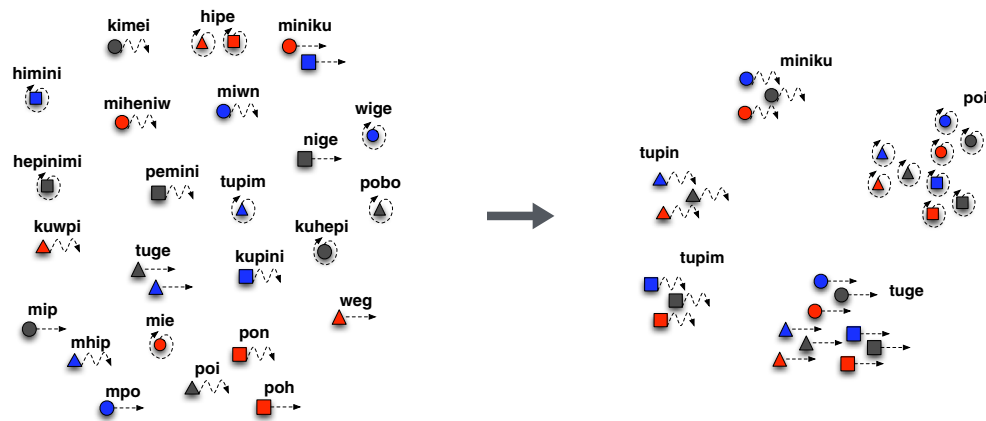 kimei
hipe
miniku
himini
miheniw
miwn
wige
nige
hepinimi
pemini
tupim
pobo
kuwpi
tuge
kupini
kuhepi
mip
mie
weg
mhip
pon
poi
mpo
poh
miniku
poi
tupin
tupim
tuge